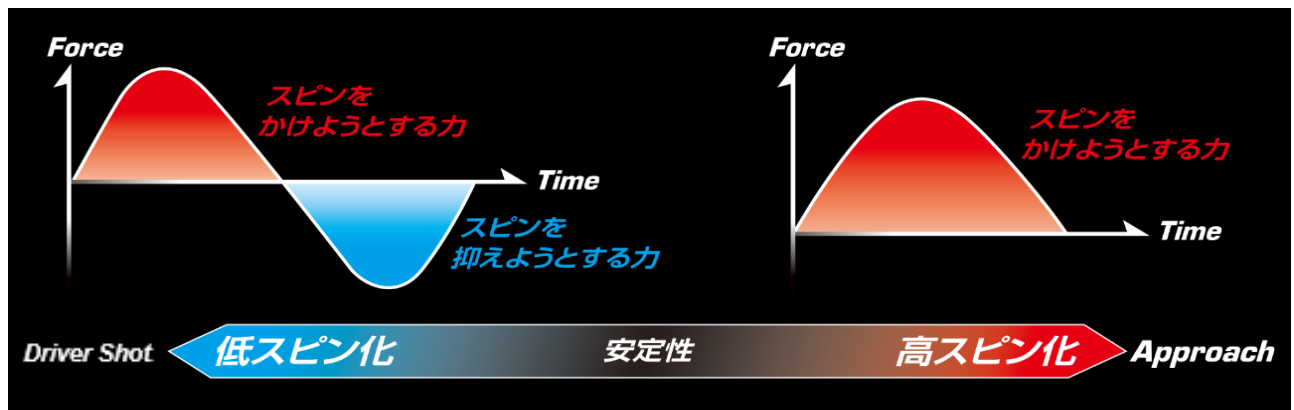 Force
スピンを
かけようとする力
Time
スピンを
抑えようとする力
Force
スピンを
かけようとする力
Time
Driver Shot 低スピン化 安定性 高スピン化 Approach